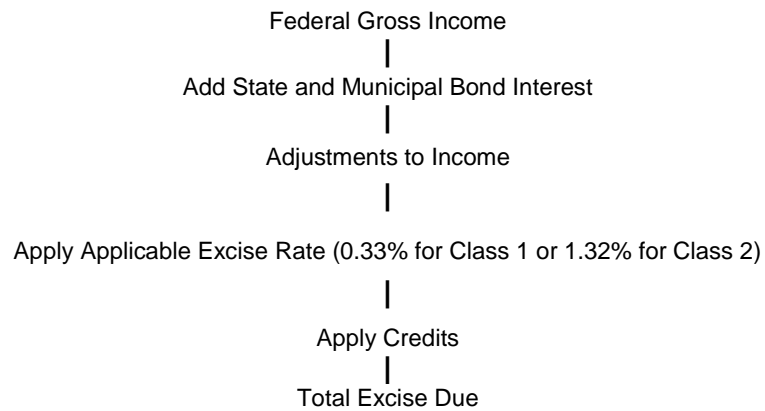 Federal Gross Income
Add State and Municipal Bond Interest
Adjustments to Income
Apply Applicable Excise Rate (0.33% for Class 1 or 1.32% for Class 2)
Apply Credits
Total Excise Due